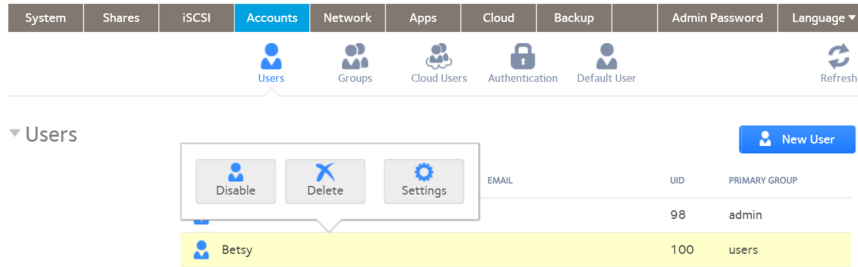 System Shares iSCSI Accounts Network Apps Cloud Backup Admin Password Language
Users Groups Cloud Users Authentication Default User Refresh
Users
New User
Disable Delete Settings
EMAIL UID PRIMARY GROUP
98 admin
Betsy 100 users